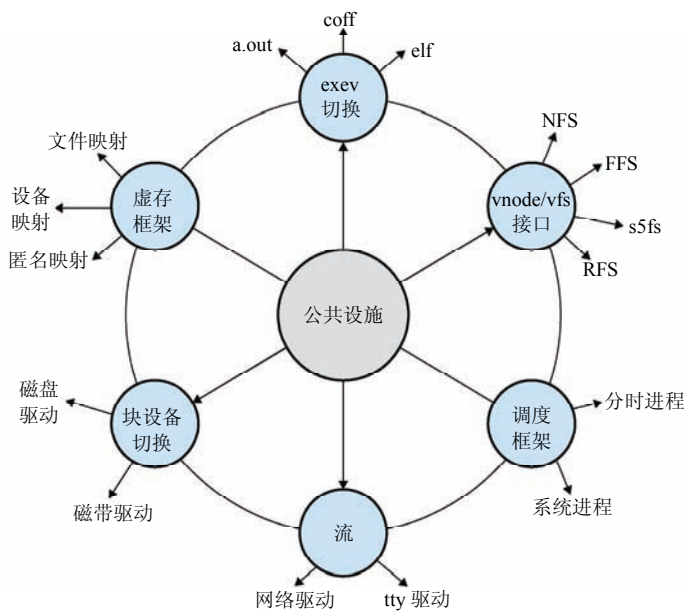 coff
a.out
elf
exev
切换
NFS
FFS
s5fs
RFS
vnode/vfs
接口
文件映射
设备
映射
匿名映射
虚存
框架
公共设施
磁盘
驱动
磁带驱动
块设备
切换
调度
框架
分时进程
系统进程
流
网络驱动
tty 驱动